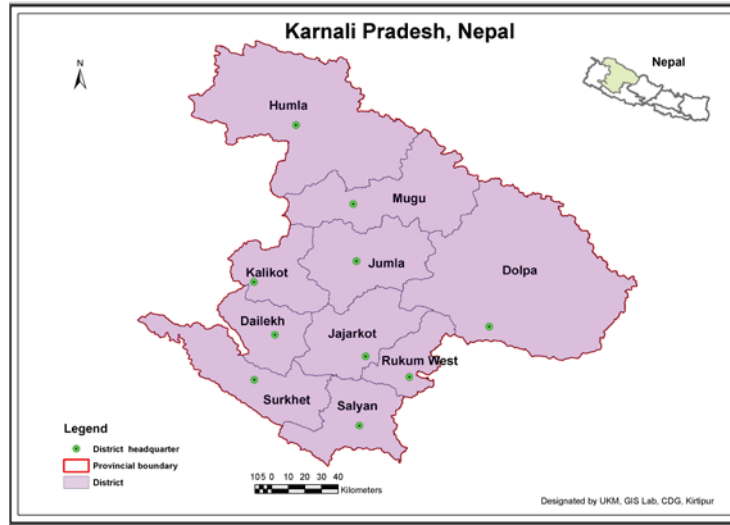 Karnali Pradesh, Nepal
N
Nepal
Humla
Mugu
Dolpa
Jumla
Kalikot
Dailekh
Jajarkot
Rukum West
Surkhet
Salyan
Legend
District headquarter
Provincial boundary
District
105 0 10 20 30 40
Kilometers
Designated by UKM, GIS Lab, CDG, Kirtipur